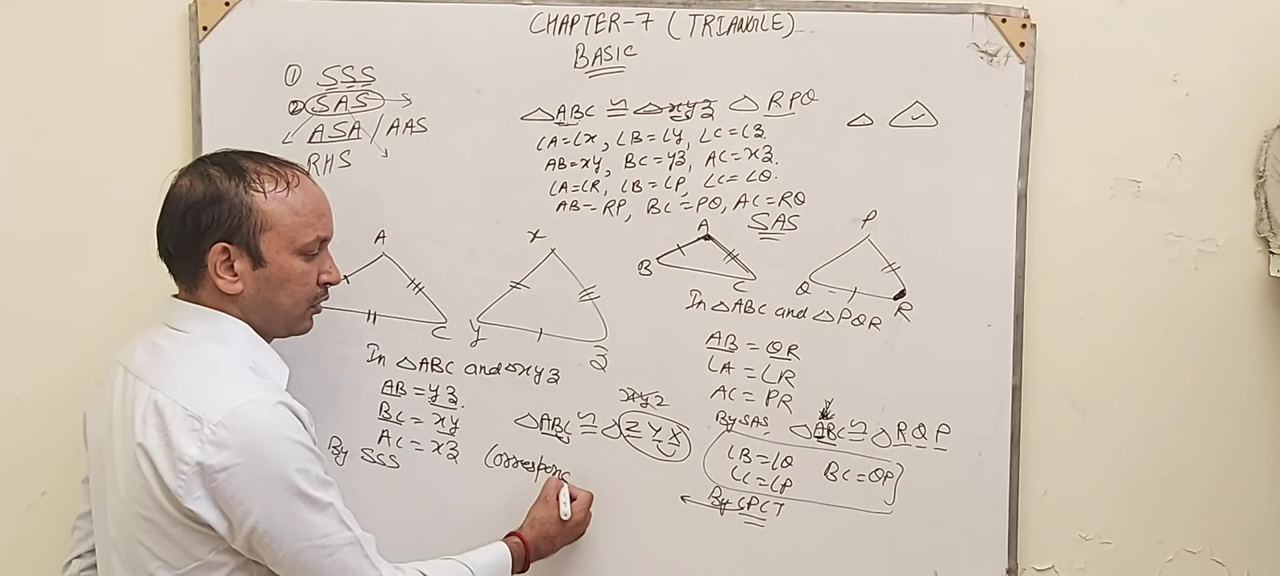 CHAPTER-7 (TRIANGLE)
BASIC
① SSS
② SAS
ASA / AAS
RHS
△ABC ≅ △xyz △RPQ
∠A=∠x, ∠B=∠y, ∠C=∠z.
AB=xy, BC=yz, AC=xz.
∠A=∠R, ∠B=∠P, ∠C=∠Q.
AB=RP, BC=PQ, AC=RQ
SAS
A
C
x
y
z
A
B
C
P
Q
R
In △ABC and △xyz
AB=yz.
BC=xy
AC=xz
By SSS
xyz
△ABC ≅ △ZYX
(correspon
In △ABC and △PQR
AB = QR
∠A = ∠R
AC = PR
By SAS, △ABC ≅ △RQP
∠B=∠Q BC=QP
∠C=∠P
By CPCT